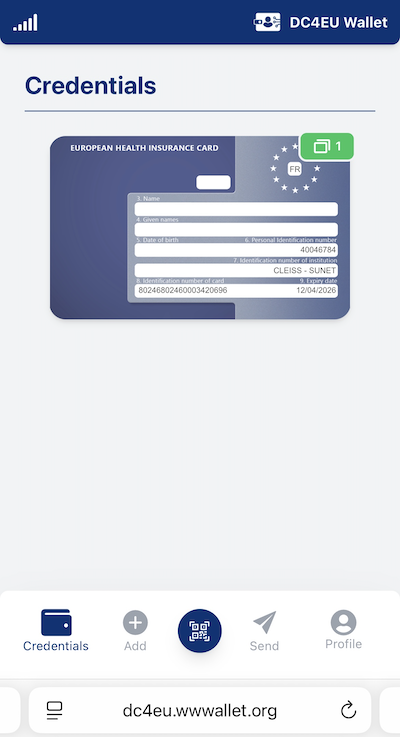 DC4EU Wallet
Credentials
EUROPEAN HEALTH INSURANCE CARD
1
FR
3. Name
4. Given names
5. Date of birth 6. Personal Identification number
40046784
7. Identification number of institution
CLEISS - SUNET
8. Identification number of card 9. Expiry date
80246802460003420696 12/04/2026
Credentials Add Send Profile
dc4eu.wwwallet.org